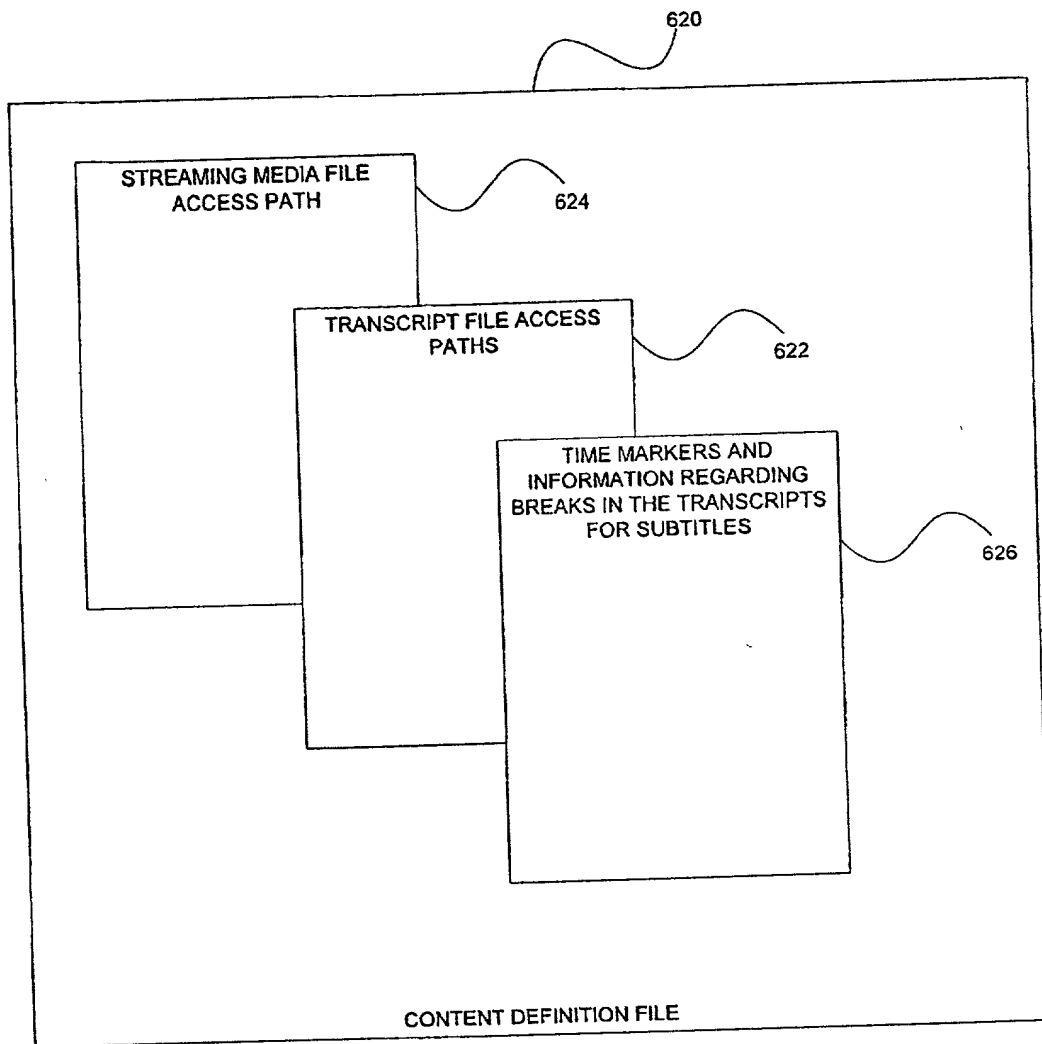 620
STREAMING MEDIA FILE
ACCESS PATH
624
TRANSCRIPT FILE ACCESS
PATHS
622
TIME MARKERS AND
INFORMATION REGARDING
BREAKS IN THE TRANSCRIPTS
FOR SUBTITLES
626
CONTENT DEFINITION FILE